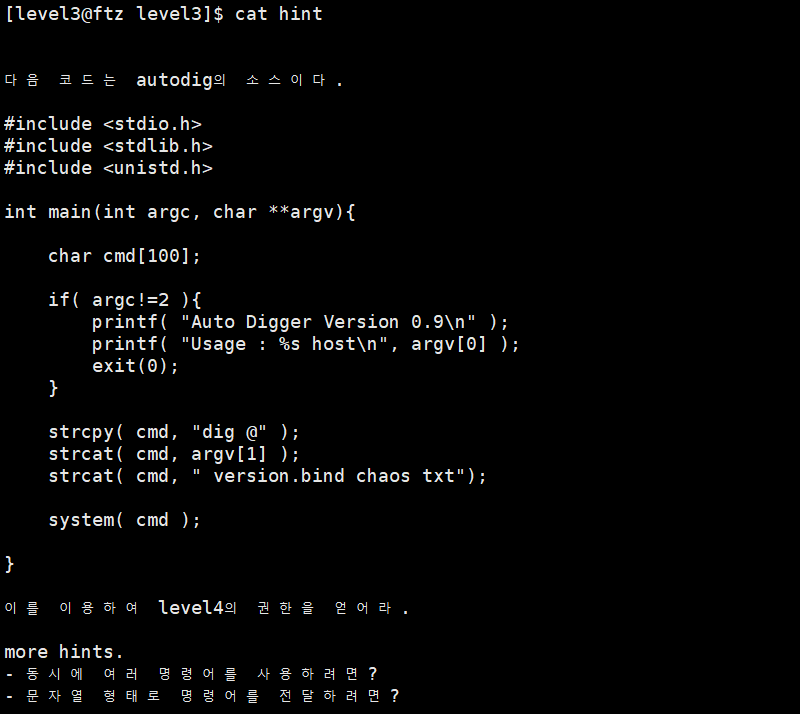 [level3@ftz level3]$ cat hint
다음 코드는 autodig의 소스이다.
#include <stdio.h>
#include <stdlib.h>
#include <unistd.h>
int main(int argc, char **argv){
    char cmd[100];
    if( argc!=2 ){
        printf( "Auto Digger Version 0.9\n" );
        printf( "Usage : %s host\n", argv[0] );
        exit(0);
    }
    strcpy( cmd, "dig @" );
    strcat( cmd, argv[1] );
    strcat( cmd, " version.bind chaos txt");
    system( cmd );
}
이를 이용하여 level4의 권한을 얻어라.
more hints.
- 동시에 여러 명령어를 사용하려면?
- 문자열 형태로 명령어를 전달하려면?